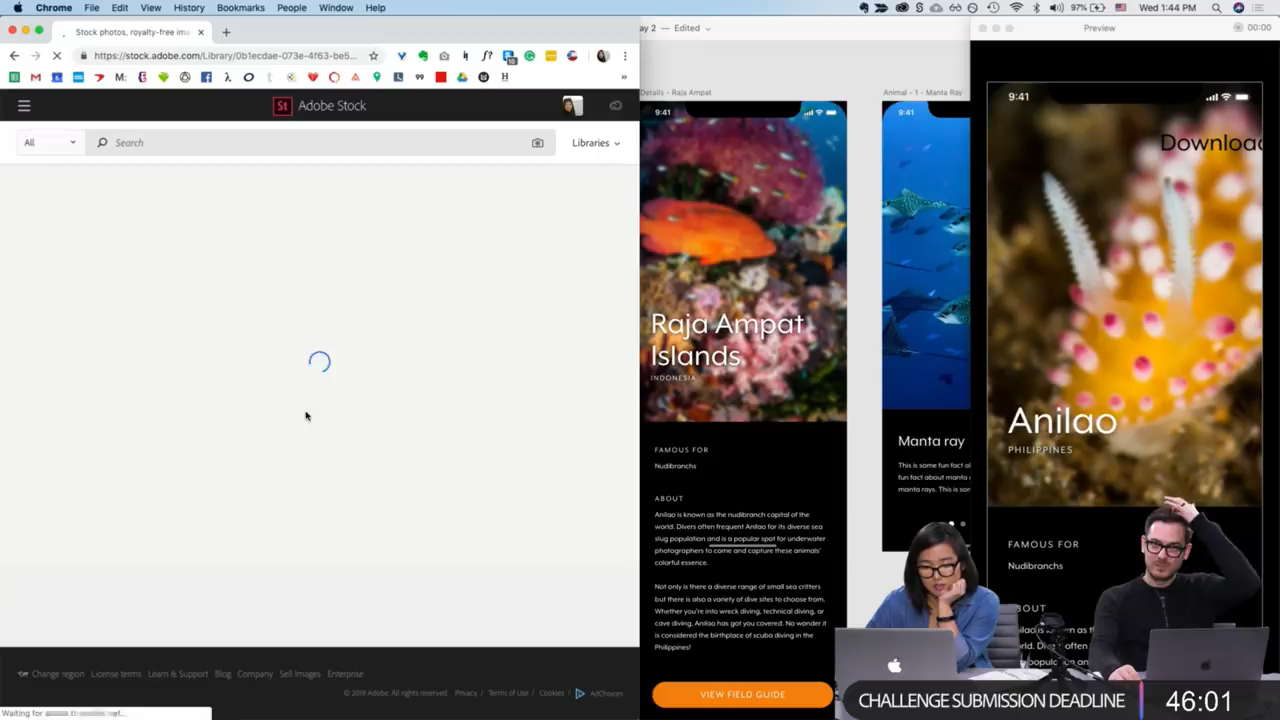 Chrome File Edit View History Bookmarks People Window Help
97% Wed 1:44 PM
Stock photos, royalty-free ima
https://stock.adobe.com/Library/0b1ecdae-073e-4f63-be5...
St Adobe Stock
All
Search
Libraries
Change region License terms Learn & Support Blog Company Sell Images Enterprise
© 2019 Adobe. All rights reserved. Privacy / Terms of Use / Cookies / AdChoices
Waiting for
ay 2 — Edited
Details - Raja Ampat
9:41
Raja Ampat
Islands
INDONESIA
FAMOUS FOR
Nudibranchs
ABOUT
Anilao is known as the nudibranch capital of the
world. Divers often frequent Anilao for its diverse sea
slug population and is a popular spot for underwater
photographers to come and capture these animals'
colorful essence.
Not only is there a diverse range of small sea critters
but there is also a variety of dive sites to choose from.
Whether you're into wreck diving, technical diving, or
cave diving, Anilao has got you covered. No wonder it
is considered the birthplace of scuba diving in the
Philippines!
VIEW FIELD GUIDE
Animal - 1 - Manta Ray
9:41
Manta ray
This is some fun fact a
fun fact about manta
manta rays. This is som
Preview
00:00
9:41
Download
Anilao
PHILIPPINES
FAMOUS FOR
Nudibranchs
BOUT
CHALLENGE SUBMISSION DEADLINE 46:01